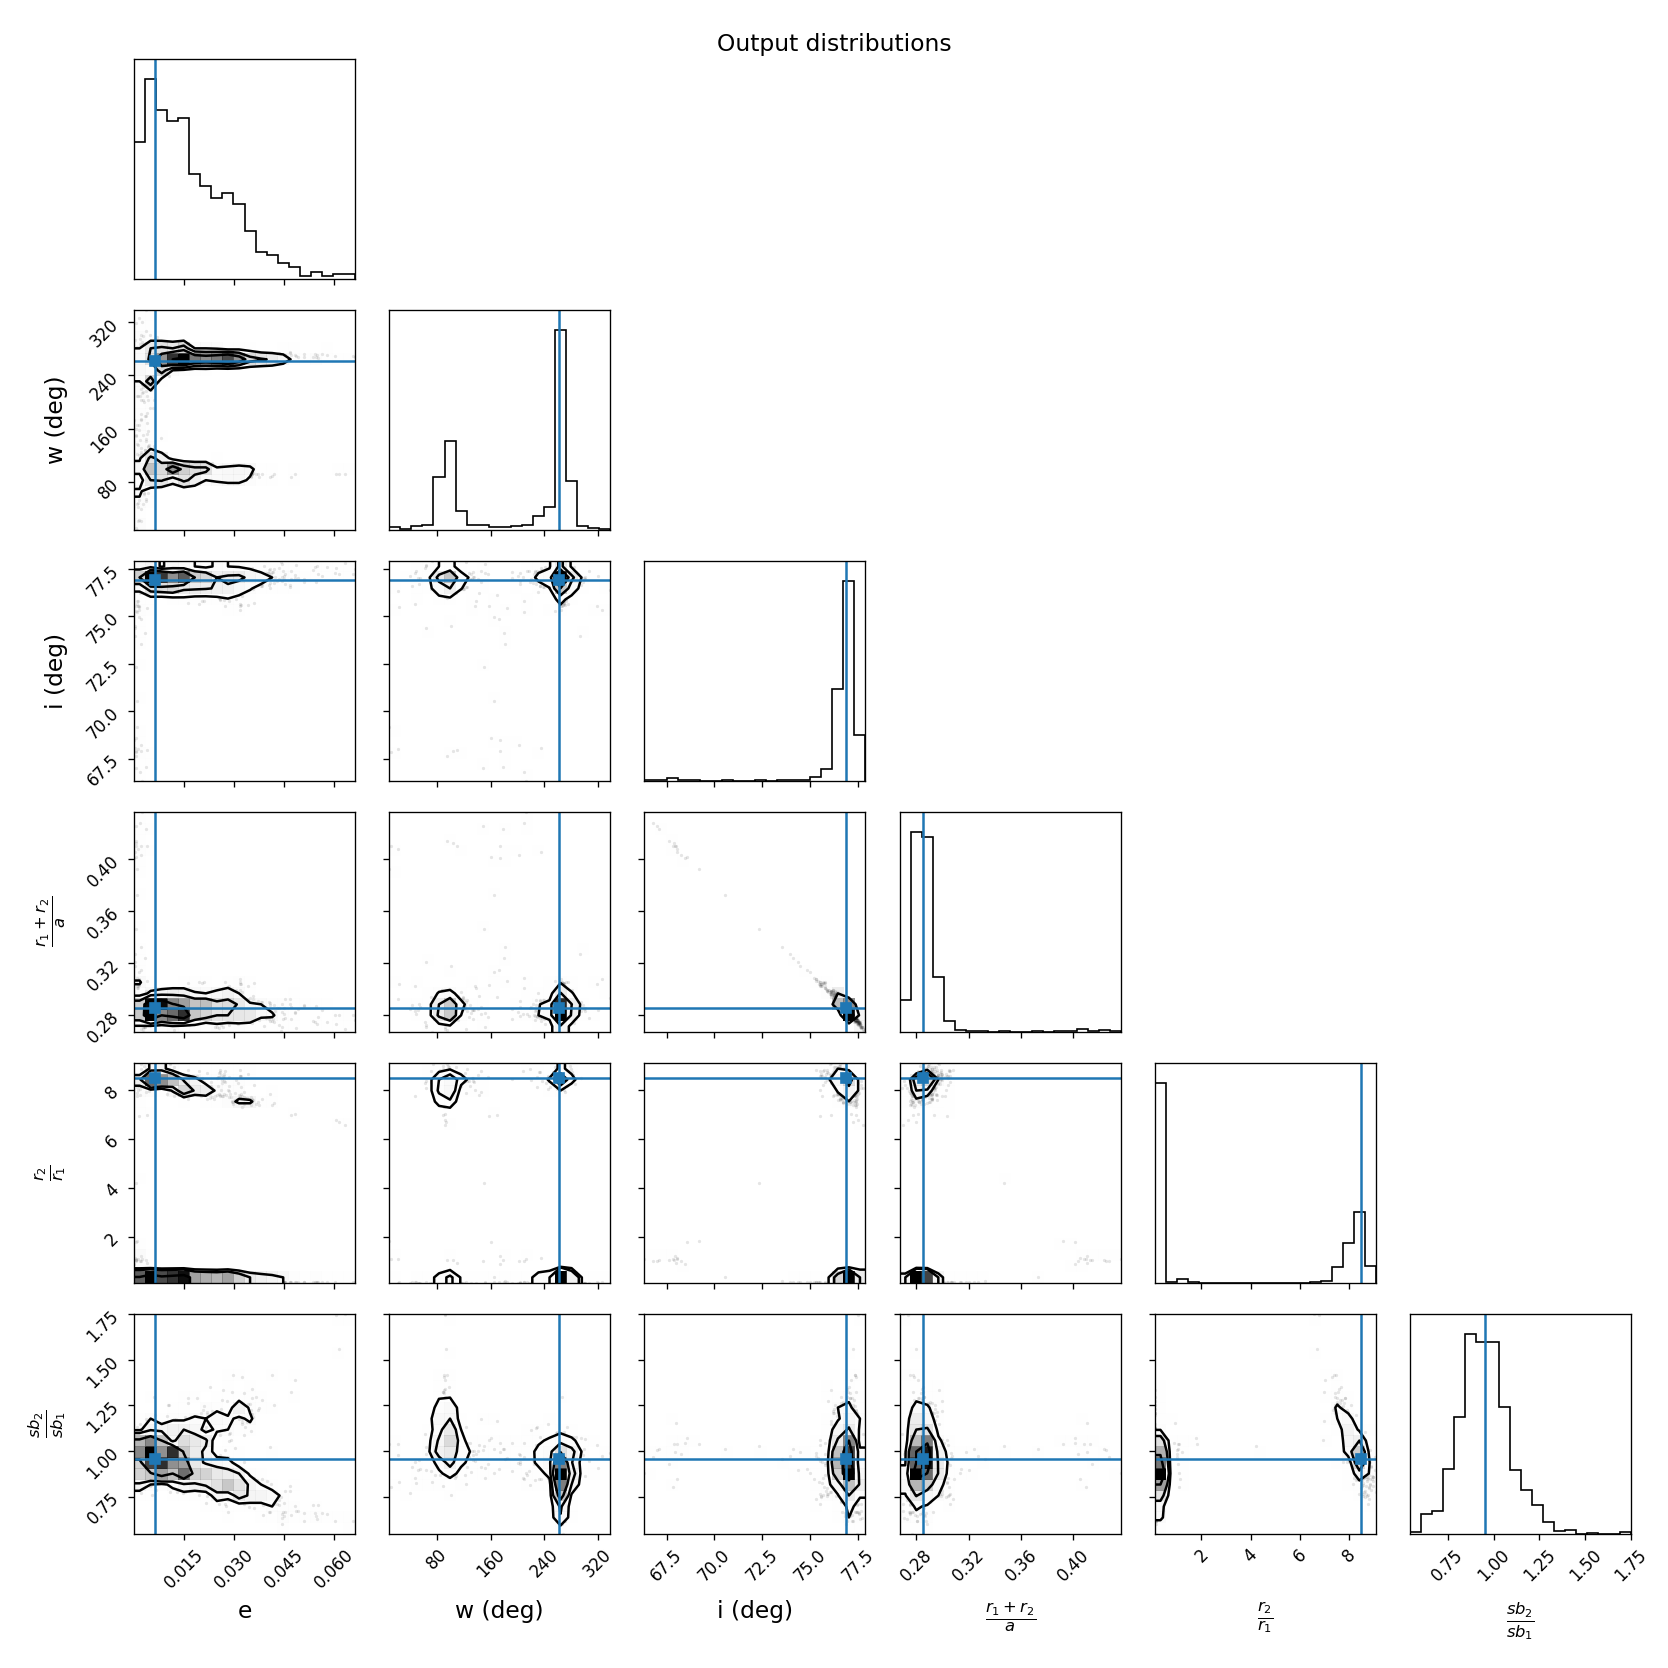 Output distributions
w (deg)
320
240
160
80
i (deg)
77.5
75.0
72.5
70.0
67.5
r₁ + r₂
a
0.40
0.36
0.32
0.28
r₂
r₁
8
6
4
2
sb₂
sb₁
1.75
1.50
1.25
1.00
0.75
0.015 0.030 0.045 0.060 80 160 240 320 67.5 70.0 72.5 75.0 77.5 0.28 0.32 0.36 0.40 2 4 6 8 0.75 1.00 1.25 1.50 1.75
e w (deg) i (deg)
r₁ + r₂
a
r₂
r₁
sb₂
sb₁